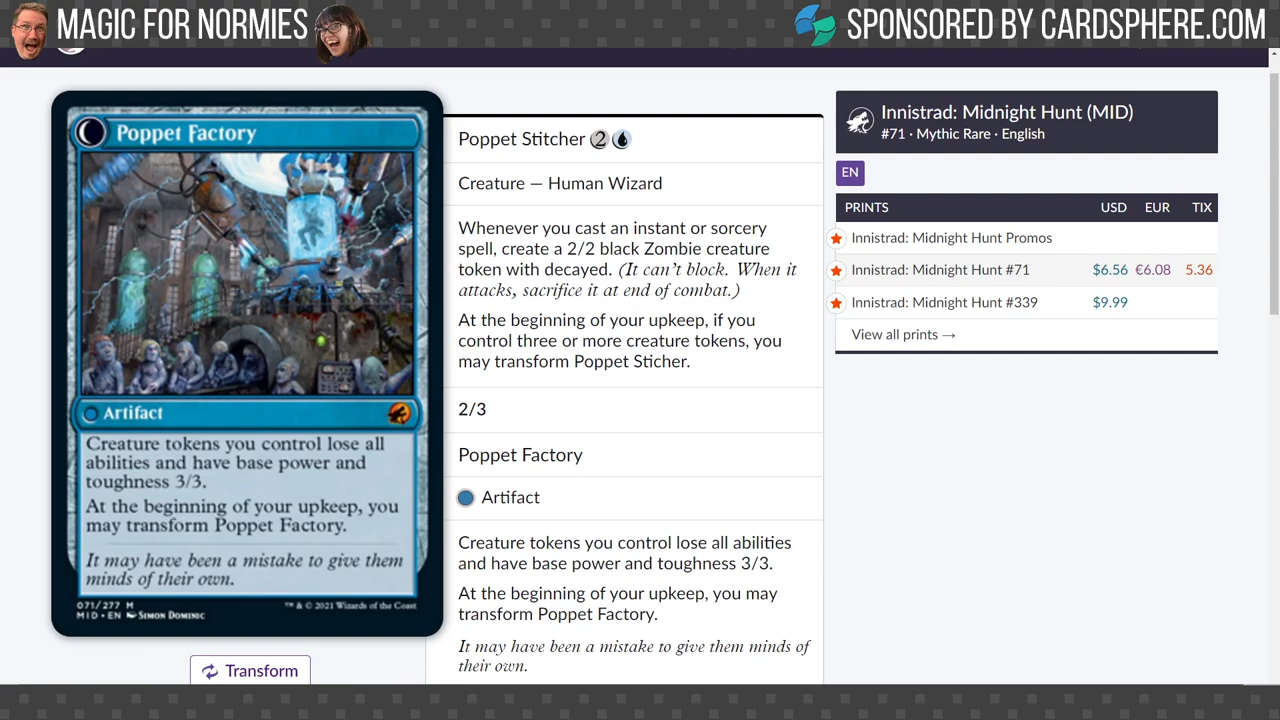 MAGIC FOR NORMIES
SPONSORED BY CARDSPHERE.COM
Poppet Factory
Artifact
Creature tokens you control lose all
abilities and have base power and
toughness 3/3.
At the beginning of your upkeep, you
may transform Poppet Factory.
It may have been a mistake to give them
minds of their own.
071/277 M
MID • EN SIMON DOMINIC
™ & © 2021 Wizards of the Coast
Transform
Poppet Stitcher 2
Creature — Human Wizard
Whenever you cast an instant or sorcery
spell, create a 2/2 black Zombie creature
token with decayed. (It can't block. When it
attacks, sacrifice it at end of combat.)
At the beginning of your upkeep, if you
control three or more creature tokens, you
may transform Poppet Sticher.
2/3
Poppet Factory
Artifact
Creature tokens you control lose all abilities
and have base power and toughness 3/3.
At the beginning of your upkeep, you may
transform Poppet Factory.
It may have been a mistake to give them minds of
their own.
Innistrad: Midnight Hunt (MID)
#71 · Mythic Rare · English
EN
PRINTS USD EUR TIX
Innistrad: Midnight Hunt Promos
Innistrad: Midnight Hunt #71 $6.56 €6.08 5.36
Innistrad: Midnight Hunt #339 $9.99
View all prints →